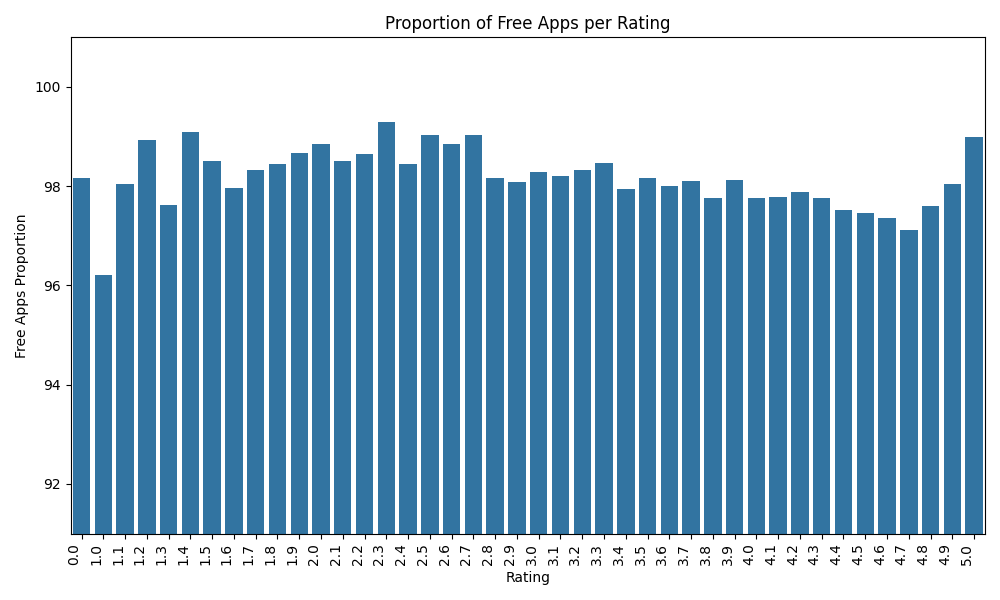 Proportion of Free Apps per Rating
Free Apps Proportion
100
98
96
94
92
0.0 1.0 1.1 1.2 1.3 1.4 1.5 1.6 1.7 1.8 1.9 2.0 2.1 2.2 2.3 2.4 2.5 2.6 2.7 2.8 2.9 3.0 3.1 3.2 3.3 3.4 3.5 3.6 3.7 3.8 3.9 4.0 4.1 4.2 4.3 4.4 4.5 4.6 4.7 4.8 4.9 5.0
Rating